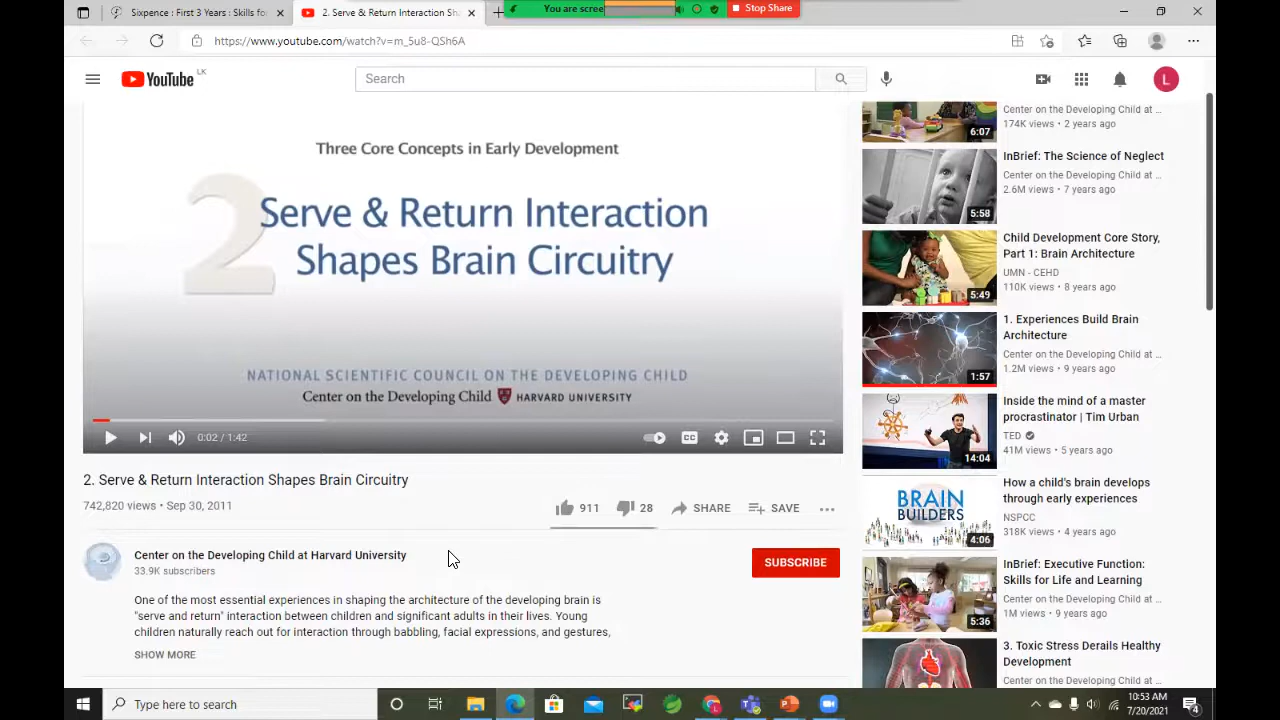 Sixpence : First 3 Years : Skills fo
2. Serve & Return Interaction Sh
You are scree
Stop Share
https://www.youtube.com/watch?v=m_5u8-QSh6A
YouTube LK
Search
L
Three Core Concepts in Early Development
2
Serve & Return Interaction
Shapes Brain Circuitry
NATIONAL SCIENTIFIC COUNCIL ON THE DEVELOPING CHILD
Center on the Developing Child HARVARD UNIVERSITY
0:02 / 1:42
CC
2. Serve & Return Interaction Shapes Brain Circuitry
742,820 views • Sep 30, 2011
911
28
SHARE
SAVE
Center on the Developing Child at Harvard University
33.9K subscribers
SUBSCRIBE
One of the most essential experiences in shaping the architecture of the developing brain is
"serve and return" interaction between children and significant adults in their lives. Young
children naturally reach out for interaction through babbling, facial expressions, and gestures,
SHOW MORE
6:07
Center on the Developing Child at ...
174K views • 2 years ago
5:58
InBrief: The Science of Neglect
Center on the Developing Child at ...
2.6M views • 7 years ago
5:49
Child Development Core Story,
Part 1: Brain Architecture
UMN - CEHD
110K views • 8 years ago
1:57
1. Experiences Build Brain
Architecture
Center on the Developing Child at ...
1.2M views • 9 years ago
14:04
Inside the mind of a master
procrastinator | Tim Urban
TED
41M views • 5 years ago
BRAIN
BUILDERS
4:06
How a child's brain develops
through early experiences
NSPCC
318K views • 4 years ago
5:36
InBrief: Executive Function:
Skills for Life and Learning
Center on the Developing Child at ...
1M views • 9 years ago
3. Toxic Stress Derails Healthy
Development
Center on the Developing Child at ...
Type here to search
10:53 AM
7/20/2021
4